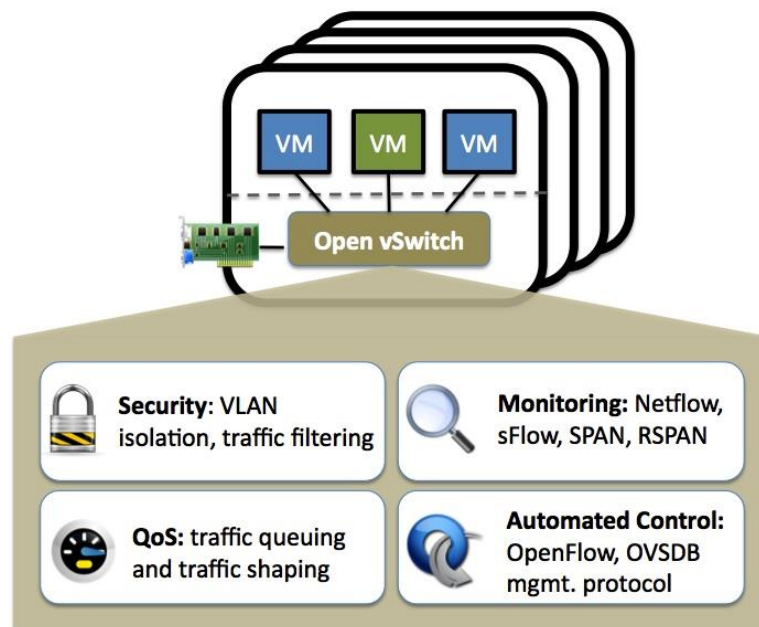 VM
VM
VM
Open vSwitch
Security: VLAN
isolation, traffic filtering
Monitoring: Netflow,
sFlow, SPAN, RSPAN
QoS: traffic queuing
and traffic shaping
Automated Control:
OpenFlow, OVSDB
mgmt. protocol